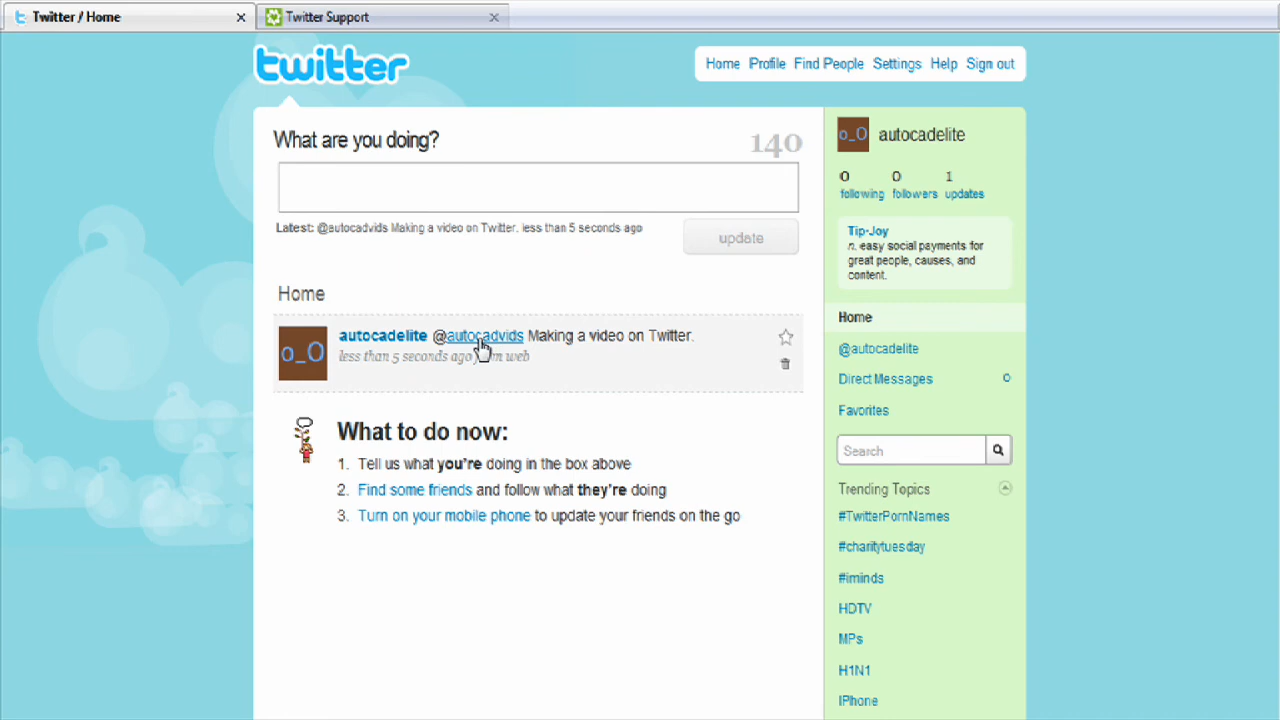 Twitter / Home
Twitter Support
twitter
Home Profile Find People Settings Help Sign out
What are you doing?
140
Latest: @autocadvids Making a video on Twitter. less than 5 seconds ago
update
Home
autocadelite @autocadvids Making a video on Twitter.
less than 5 seconds ago from web
o_O
What to do now:
1. Tell us what you're doing in the box above
2. Find some friends and follow what they're doing
3. Turn on your mobile phone to update your friends on the go
o_O autocadelite
0 0 1
following followers updates
Tip-Joy
n. easy social payments for
great people, causes, and
content.
Home
@autocadelite
Direct Messages 0
Favorites
Search
Trending Topics
#TwitterPornNames
#charitytuesday
#iminds
HDTV
MPs
H1N1
IPhone